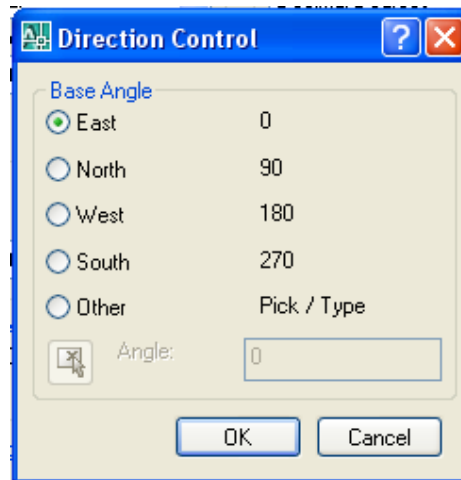 Direction Control
Base Angle
East 0
North 90
West 180
South 270
Other Pick / Type
Angle: 0
OK Cancel